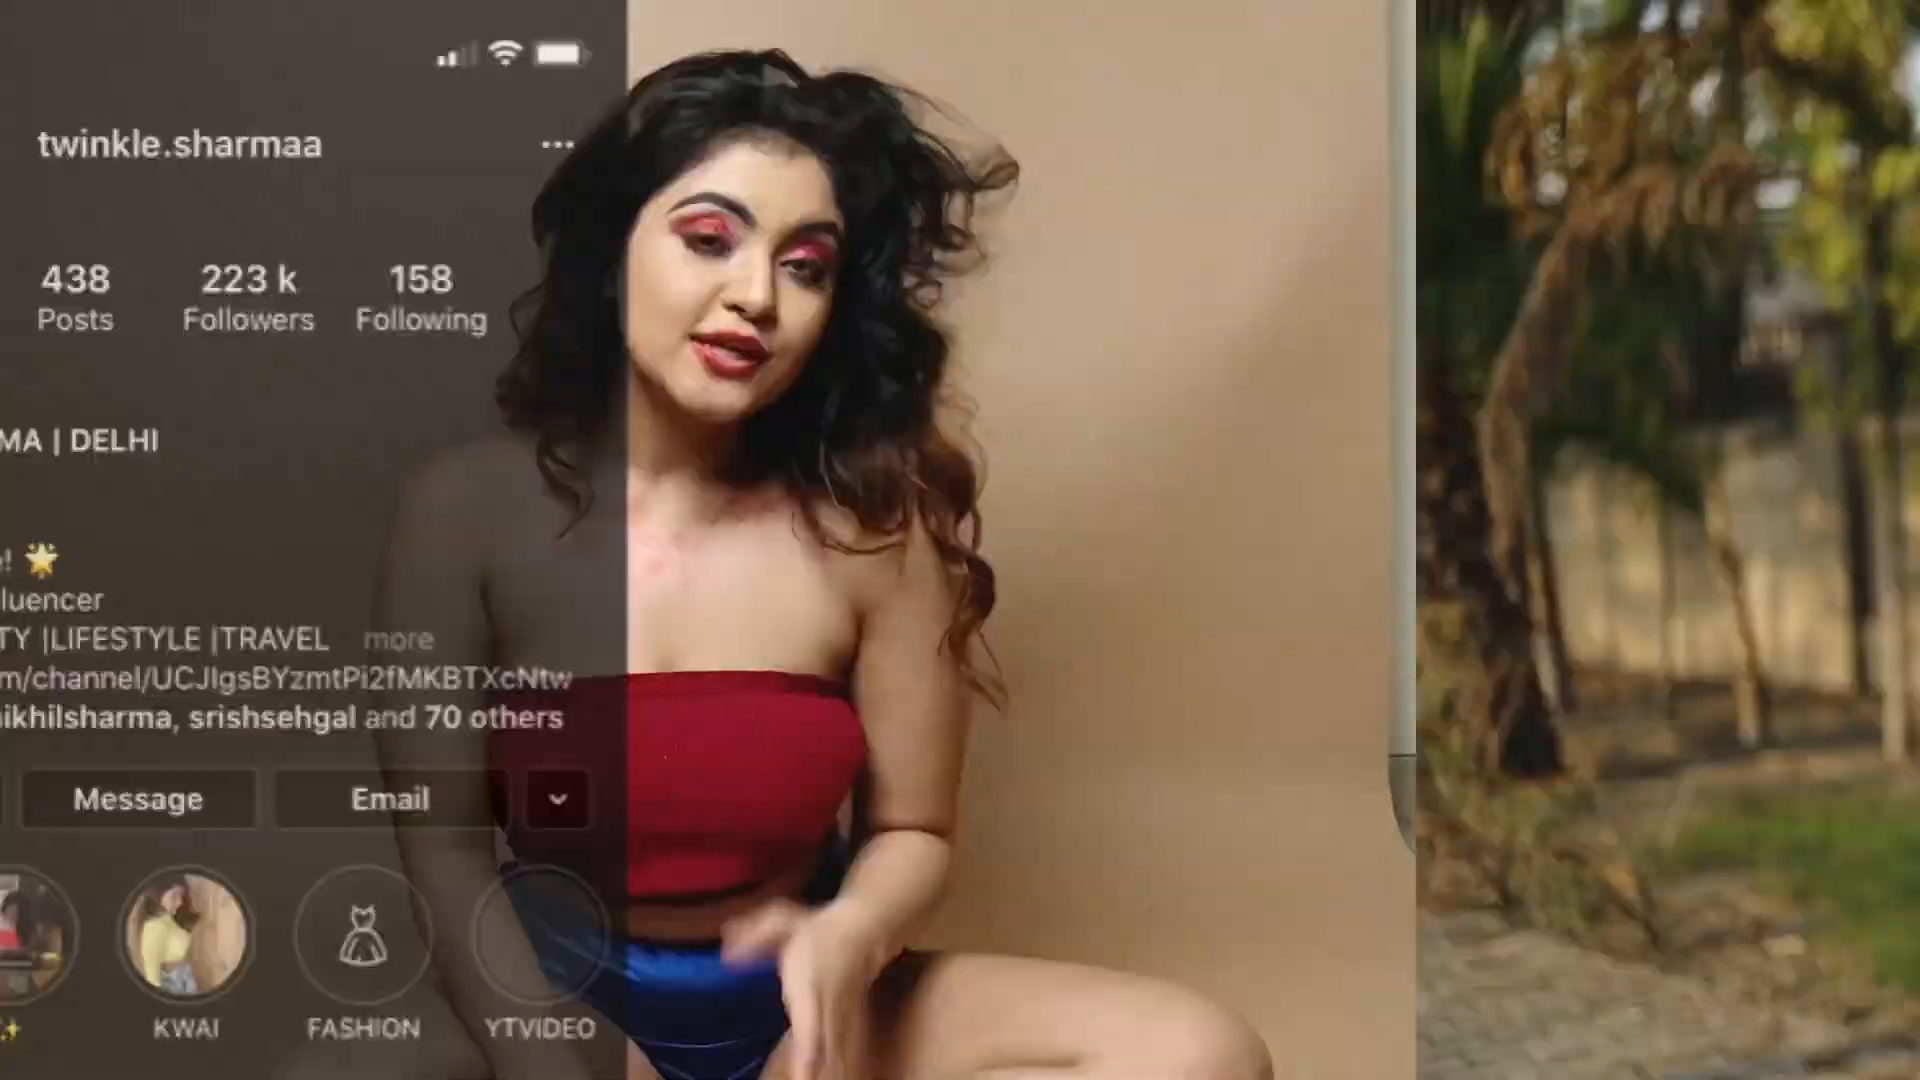 twinkle.sharmaa
438 223 k 158
Posts Followers Following
MA | DELHI
! 🌟
luencer
TY |LIFESTYLE |TRAVEL more
m/channel/UCJIgsBYzmtPi2fMKBTXcNtw
ikhilsharma, srishsehgal and 70 others
Message Email
KWAI FASHION YTVIDEO